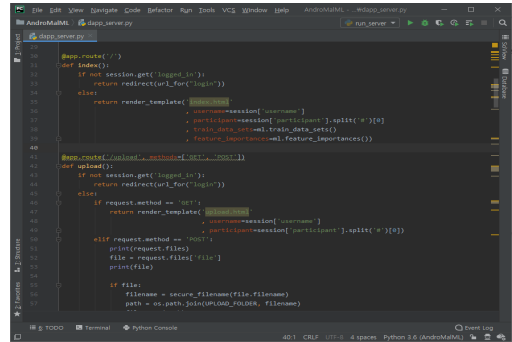 File Edit View Navigate Code Refactor Run Tools VCS Window Help AndroMalML - ...\dapp_server.py
AndroMalML dapp_server.py run_server
dapp_server.py
1: Project
SciView
Database
29
30 @app.route('/')
31 def index():
32 if not session.get('logged_in'):
33 return redirect(url_for("login"))
34 else:
35 return render_template('index.html'
36 , username=session['username']
37 , participant=session['participant'].split('#')[0]
38 , train_data_sets=ml.train_data_sets()
39 , feature_importances=ml.feature_importances())
40
41 @app.route('/upload', methods=['GET', 'POST'])
42 def upload():
43 if not session.get('logged_in'):
44 return redirect(url_for("login"))
45 else:
46 if request.method == 'GET':
47 return render_template('upload.html'
48 , username=session['username']
49 , participant=session['participant'].split('#')[0])
50 elif request.method == 'POST':
51 print(request.files)
52 file = request.files['file']
53 print(file)
54
55 if file:
56 filename = secure_filename(file.filename)
57 path = os.path.join(UPLOAD_FOLDER, filename)
Structure
2: Favorites
6: TODO Terminal Python Console Event Log
40:1 CRLF UTF-8 4 spaces Python 3.6 (AndroMalML)